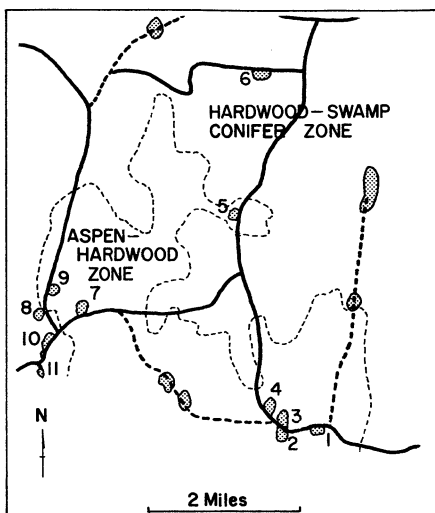 6
HARDWOOD-SWAMP
CONIFER ZONE
5
ASPEN-
HARDWOOD
ZONE
9
7
8
10
11
4
3
2
1
N
2 Miles